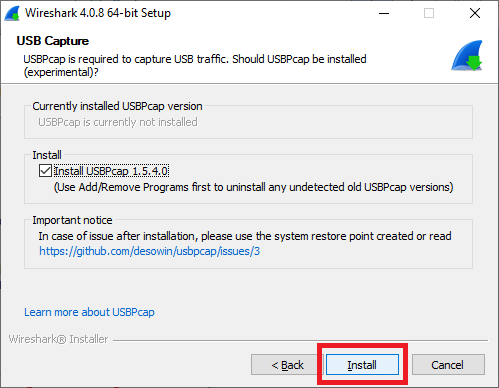 Wireshark 4.0.8 64-bit Setup
USB Capture
USBPcap is required to capture USB traffic. Should USBPcap be installed
(experimental)?
Currently installed USBPcap version
USBPcap is currently not installed
Install
Install USBPcap 1.5.4.0
(Use Add/Remove Programs first to uninstall any undetected old USBPcap versions)
Important notice
In case of issue after installation, please use the system restore point created or read
https://github.com/desowin/usbpcap/issues/3
Learn more about USBPcap
Wireshark® Installer
< Back
Install
Cancel